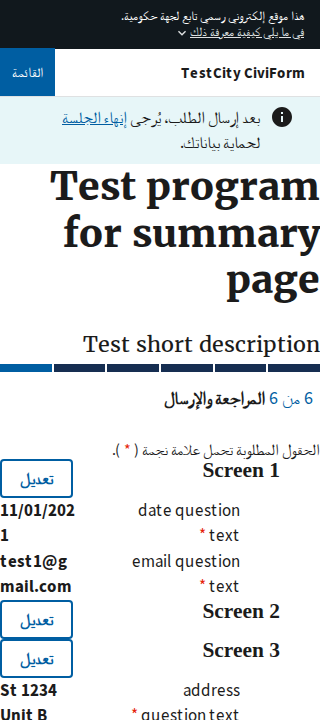 هذا موقع إلكتروني رسمي تابع لجهة حكومية.
في ما يلي كيفية معرفة ذلك
TestCity CiviForm
القائمة
بعد إرسال الطلب، يُرجى إنهاء الجلسة
لحماية بياناتك.
Test program
for summary
page
Test short description
6 من 6 المراجعة والإرسال
الحقول المطلوبة تحمل علامة نجمة ( * ).
Screen 1
تعديل
date question
11/01/202
text *
1
email question
test1@g
text *
mail.com
Screen 2
تعديل
Screen 3
تعديل
address
St 1234
question text *
Unit B